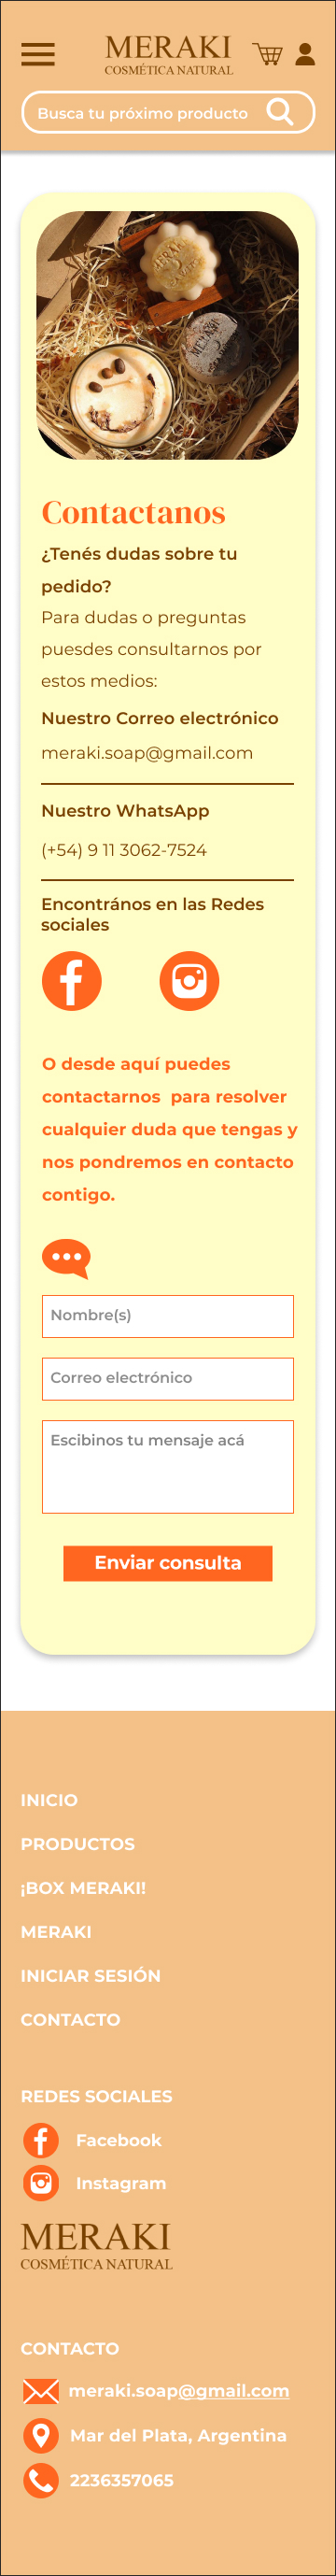 MERAKI
COSMÉTICA NATURAL
Busca tu próximo producto
MERAKI
Contactanos
¿Tenés dudas sobre tu
pedido?
Para dudas o preguntas
puesdes consultarnos por
estos medios:
Nuestro Correo electrónico
meraki.soap@gmail.com
Nuestro WhatsApp
(+54) 9 11 3062-7524
Encontrános en las Redes
sociales
O desde aquí puedes
contactarnos  para resolver
cualquier duda que tengas y
nos pondremos en contacto
contigo.
Nombre(s)
Correo electrónico
Escibinos tu mensaje acá
Enviar consulta
INICIO
PRODUCTOS
¡BOX MERAKI!
MERAKI
INICIAR SESIÓN
CONTACTO
REDES SOCIALES
Facebook
Instagram
MERAKI
COSMÉTICA NATURAL
CONTACTO
meraki.soap@gmail.com
Mar del Plata, Argentina
2236357065